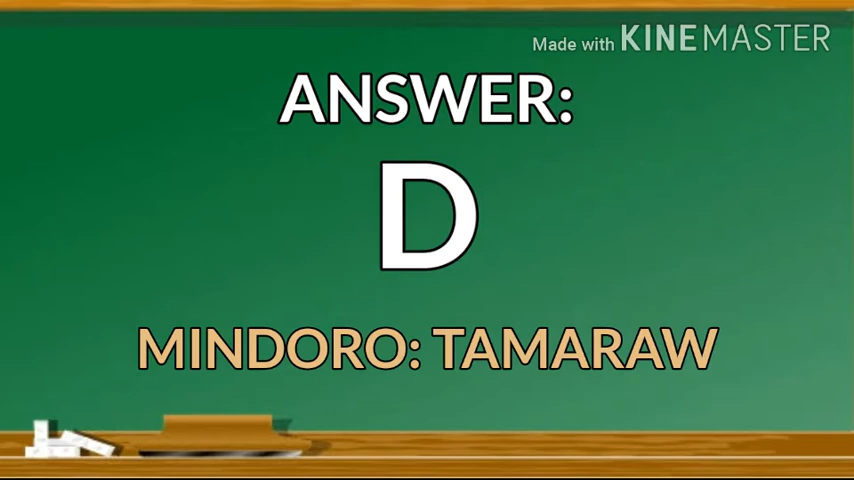 Made with KINEMASTER
ANSWER:
D
MINDORO: TAMARAW